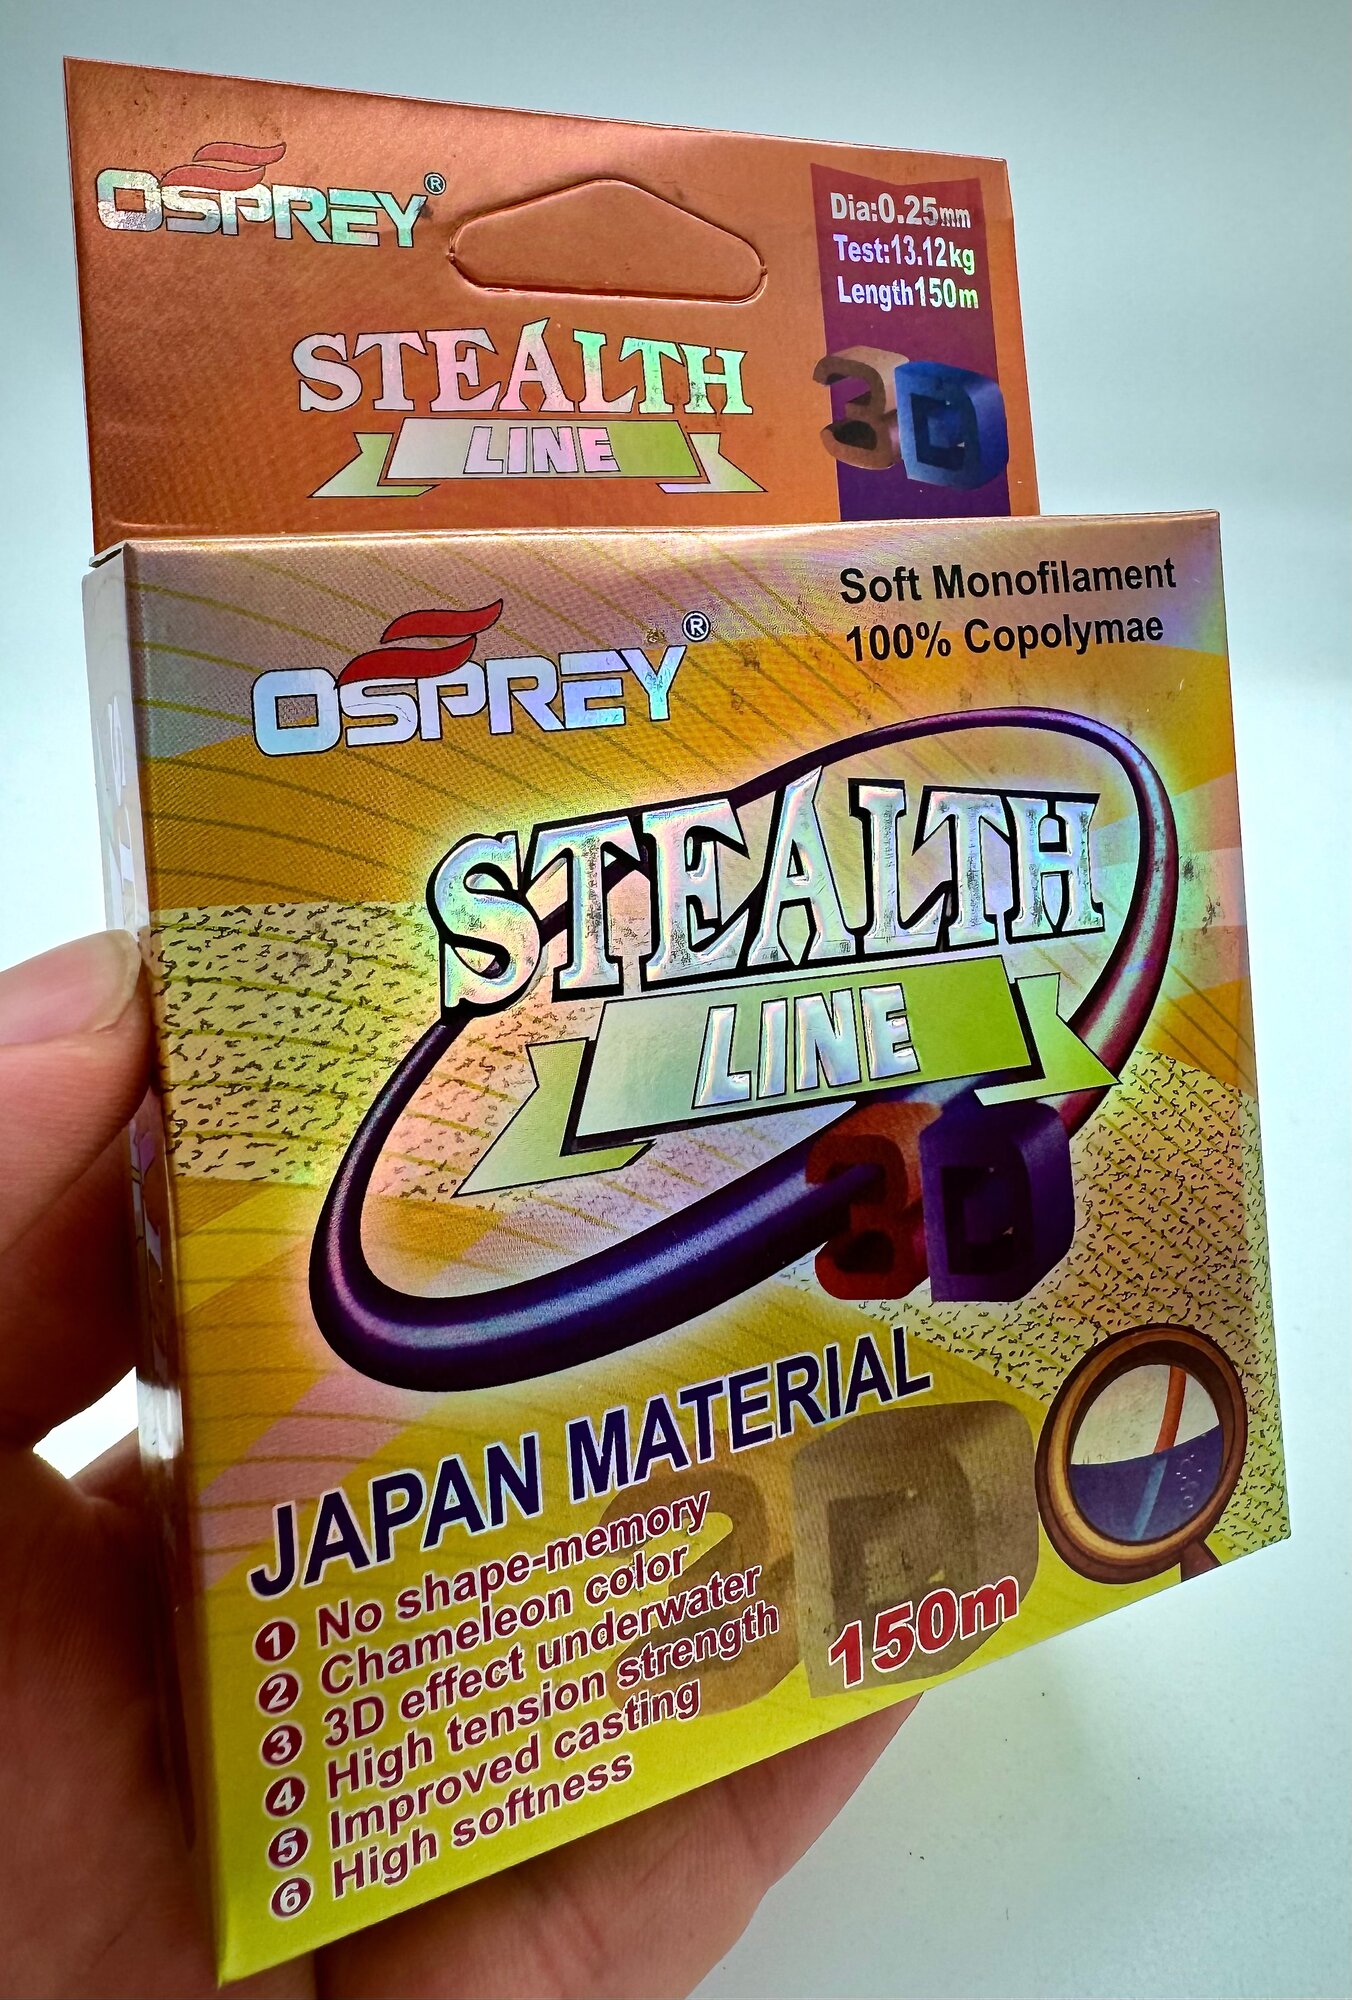 OSPREY®
Dia:0.25mm
Test:13.12kg
Length150m
STEALTH
LINE
3D
Soft Monofilament
100% Copolymae
OSPREY®
STEALTH
LINE
3D
JAPAN MATERIAL
1 No shape-memory
2 Chameleon color
3 3D effect underwater
4 High tension strength
5 Improved casting
6 High softness
3D
150m